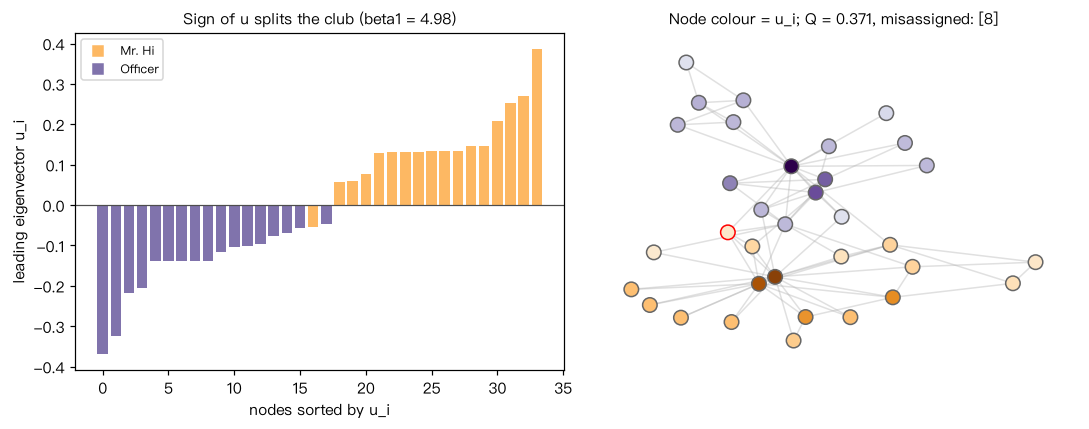 Sign of u splits the club (beta1 = 4.98)
Mr. Hi
Officer
leading eigenvector u_i
0.4
0.3
0.2
0.1
0.0
−0.1
−0.2
−0.3
−0.4
0 5 10 15 20 25 30 35
nodes sorted by u_i
Node colour = u_i; Q = 0.371, misassigned: [8]